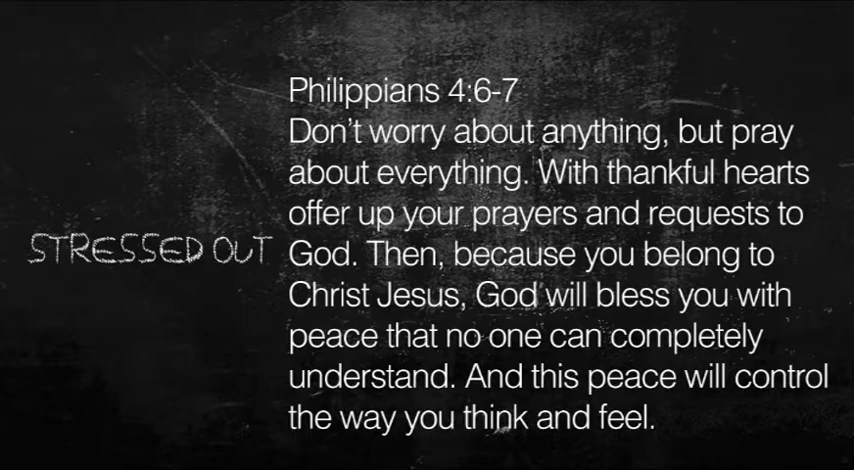 STRESSED OUT
Philippians 4:6-7
Don't worry about anything, but pray
about everything. With thankful hearts
offer up your prayers and requests to
God. Then, because you belong to
Christ Jesus, God will bless you with
peace that no one can completely
understand. And this peace will control
the way you think and feel.